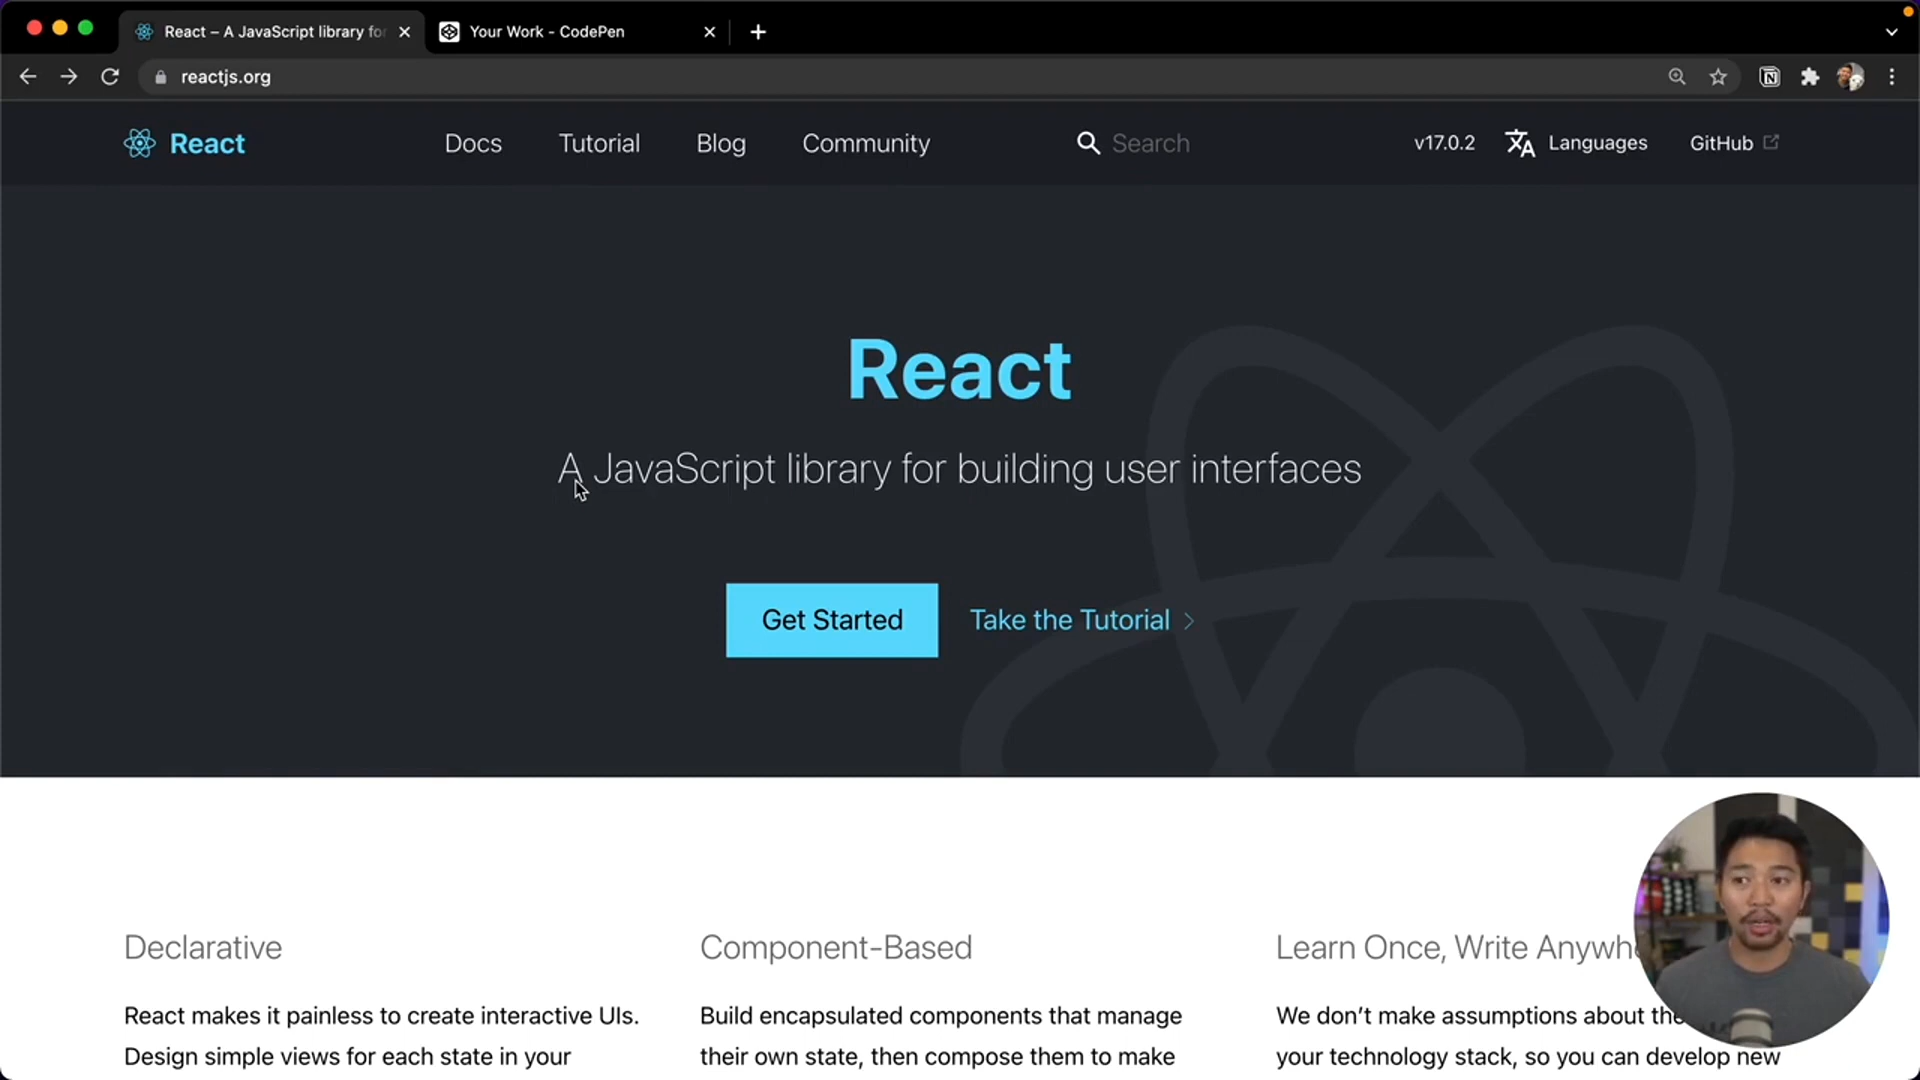 React – A JavaScript library for
Your Work - CodePen
reactjs.org
React
Docs
Tutorial
Blog
Community
Search
v17.0.2
Languages
GitHub
React
A JavaScript library for building user interfaces
Get Started
Take the Tutorial
Declarative
React makes it painless to create interactive UIs.
Design simple views for each state in your
Component-Based
Build encapsulated components that manage
their own state, then compose them to make
Learn Once, Write Anywh
We don’t make assumptions about the
your technology stack, so you can develop new